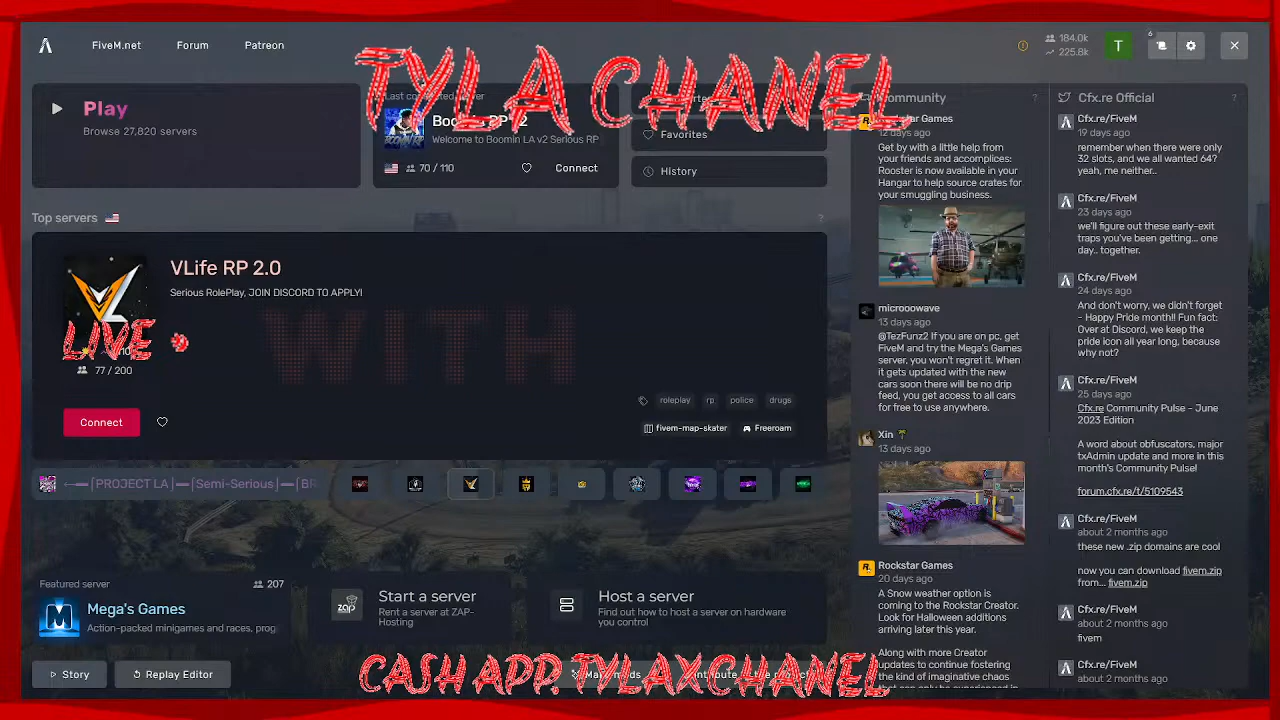 FiveM.net
Forum
Patreon
184.0k
225.8k
T
6
TYLA CHANEL
Play
Browse 27,820 servers
Last connected server
Welcome to Boomin LA v2 Serious RP
70 / 110
Connect
Favorites
History
Top servers
?
VLife RP 2.0
Serious RolePlay, JOIN DISCORD TO APPLY!
WITH
LIVE
77 / 200
Connect
roleplay
rp
police
drugs
fivem-map-skater
Freeroam
[PROJECT LA]
[Semi-Serious]
[BR
Featured server
207
Mega's Games
Action-packed minigames and races, prog
ZAP
Start a server
Rent a server at ZAP-
Hosting
Host a server
Find out how to host a server on hardware
you control
Story
Replay Editor
CASH APP. TYLAXCHANEL
Community
?
Games
12 days ago
Get by with a little help from
your friends and accomplices:
Rooster is now available in your
Hangar to help source crates for
your smuggling business.
microoowave
13 days ago
@TezFunz2 If you are on pc, get
FiveM and try the Mega's Games
server, you won't regret it. When
it gets updated with the new
cars soon there will be no drip
feed, you get access to all cars
for free to use anywhere.
Xin
13 days ago
Rockstar Games
20 days ago
A Snow weather option is
coming to the Rockstar Creator.
Look for Halloween additions
arriving later this year.
Along with more Creator
updates to continue fostering
the kind of imaginative chaos
that can only be experienced in
Cfx.re Official
?
Cfx.re/FiveM
19 days ago
remember when there were only
32 slots, and we all wanted 64?
yeah, me neither..
Cfx.re/FiveM
23 days ago
we'll figure out these early-exit
traps you've been getting... one
day.. together.
Cfx.re/FiveM
24 days ago
And don't worry, we didn't forget
- Happy Pride month!! Fun fact:
Over at Discord, we keep the
pride icon all year long, because
why not?
Cfx.re/FiveM
25 days ago
Cfx.re Community Pulse - June
2023 Edition
A word about obfuscators, major
txAdmin update and more in this
month's Community Pulse!
forum.cfx.re/t/5109543
Cfx.re/FiveM
about 2 months ago
these new .zip domains are cool
now you can download fivem.zip
from... fivem.zip
Cfx.re/FiveM
about 2 months ago
fivem
Cfx.re/FiveM
about 2 months ago